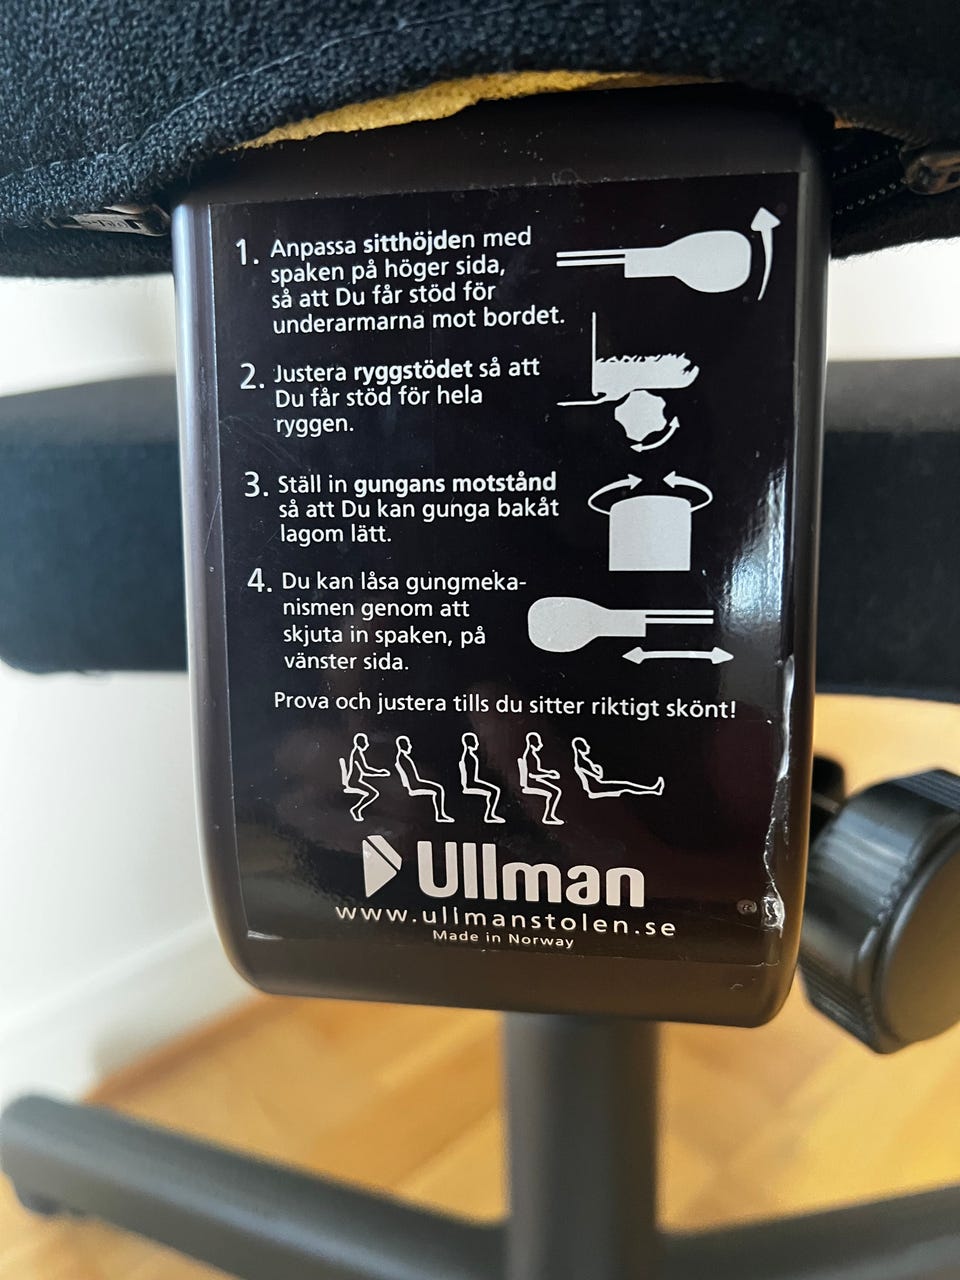 1. Anpassa sitthöjden med
spaken på höger sida,
så att Du får stöd för
underarmarna mot bordet.
2. Justera ryggstödet så att
Du får stöd för hela
ryggen.
3. Ställ in gungans motstånd
så att Du kan gunga bakåt
lagom lätt.
4. Du kan låsa gungmeka-
nismen genom att
skjuta in spaken, på
vänster sida.
Prova och justera tills du sitter riktigt skönt!
Ullman
®
www.ullmanstolen.se
Made in Norway